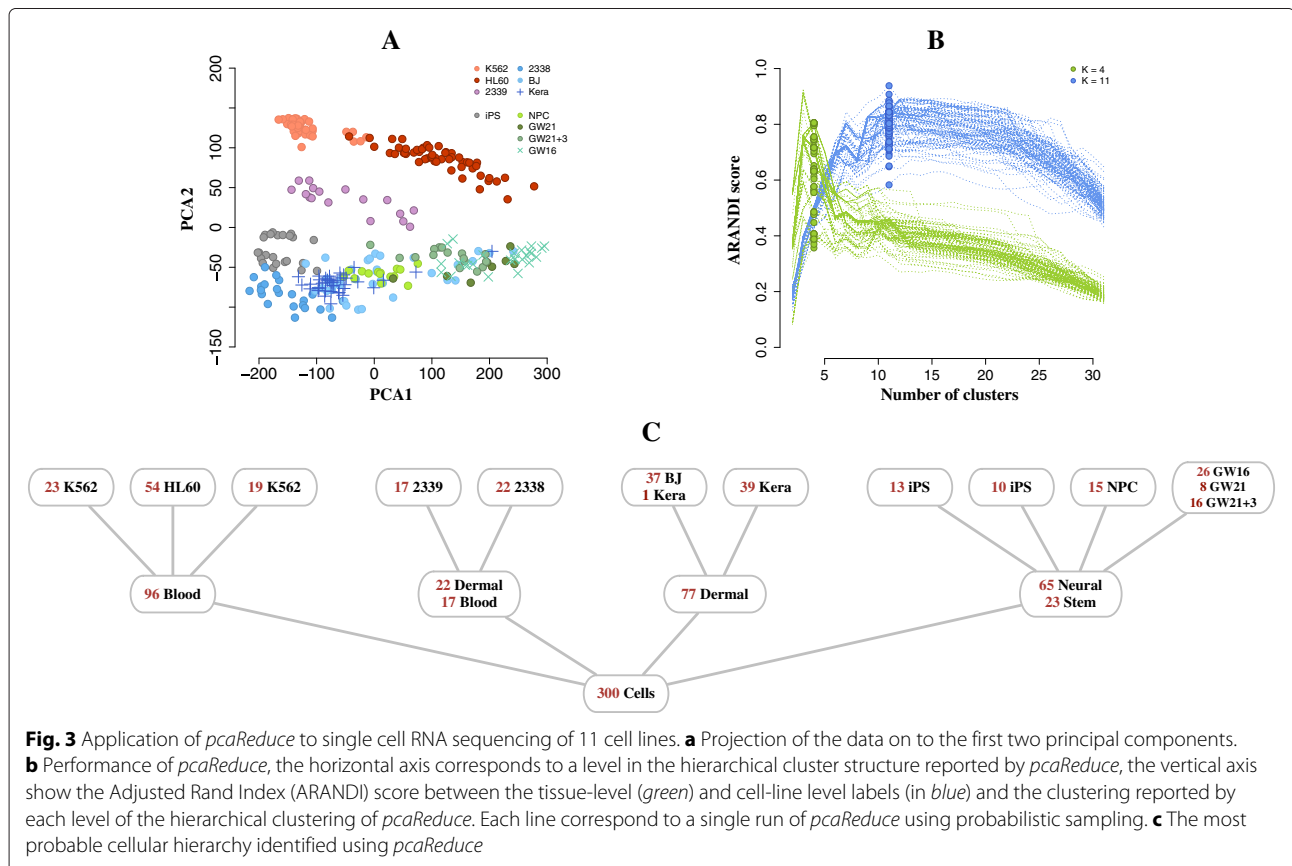 A
200
100
50
0
−50
−150
PCA2
−200
−100
0
100
200
300
PCA1
K562
HL60
2339
2338
BJ
Kera
iPS
NPC
GW21
GW21+3
GW16
B
1.0
0.8
0.6
0.4
0.2
0.0
ARANDI score
5
10
15
20
25
30
Number of clusters
K = 4
K = 11
C
23 K562
54 HL60
19 K562
17 2339
22 2338
37 BJ
1 Kera
39 Kera
13 iPS
10 iPS
15 NPC
26 GW16
8 GW21
16 GW21+3
96 Blood
22 Dermal
17 Blood
77 Dermal
65 Neural
23 Stem
300 Cells
Fig. 3 Application of pcaReduce to single cell RNA sequencing of 11 cell lines. a Projection of the data on to the first two principal components.
b Performance of pcaReduce, the horizontal axis corresponds to a level in the hierarchical cluster structure reported by pcaReduce, the vertical axis
show the Adjusted Rand Index (ARANDI) score between the tissue-level (green) and cell-line level labels (in blue) and the clustering reported by
each level of the hierarchical clustering of pcaReduce. Each line correspond to a single run of pcaReduce using probabilistic sampling. c The most
probable cellular hierarchy identified using pcaReduce